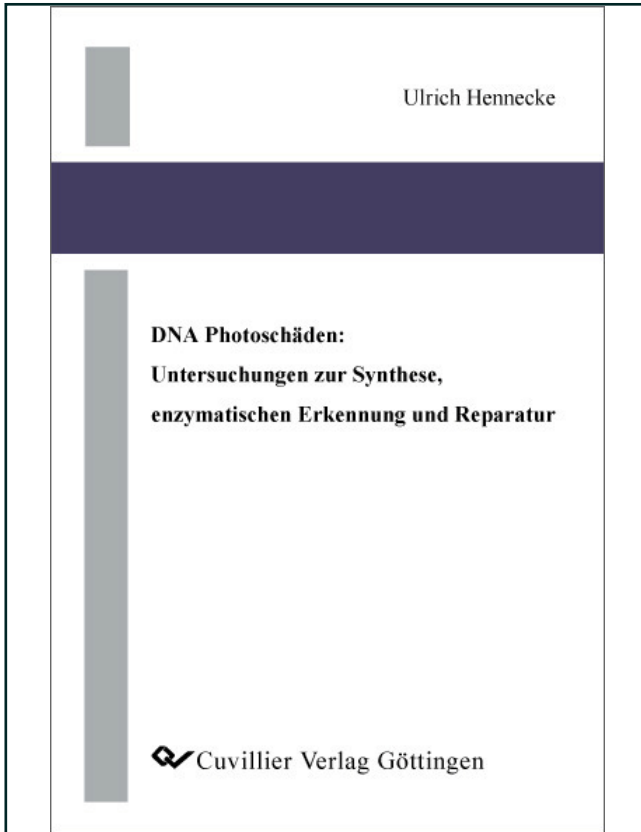 Ulrich Hennecke
DNA Photoschäden:
Untersuchungen zur Synthese,
enzymatischen Erkennung und Reparatur
Cuvillier Verlag Göttingen